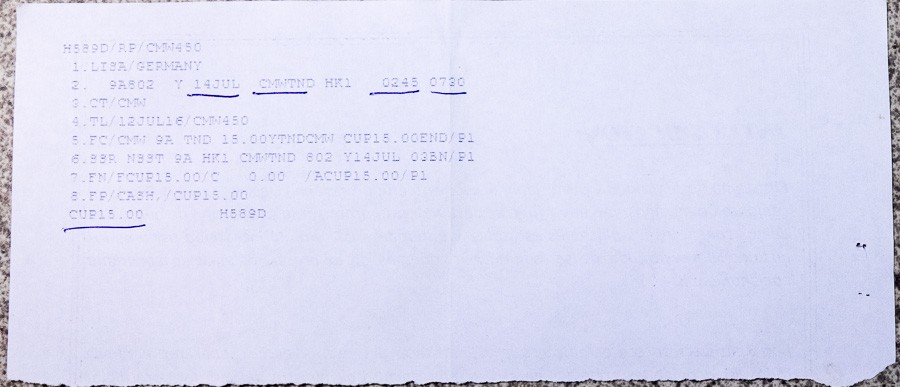 H589D/RP/CMW450
1.LISA/GERMANY
2. 9A802 Y 14JUL CMWTND HK1 0245 0730
3.CT/CMW
4.TL/12JUL16/CMW450
5.FC/CMW 9A TND 15.00YTNDCMW CUP15.00END/P1
6.SSR NSST 9A HK1 CMWTND 802 Y14JUL 03BN/P1
7.FN/FCUP15.00/C 0.00 /ACUP15.00/P1
8.FP/CASH,/CUP15.00
CUP15.00 H589D